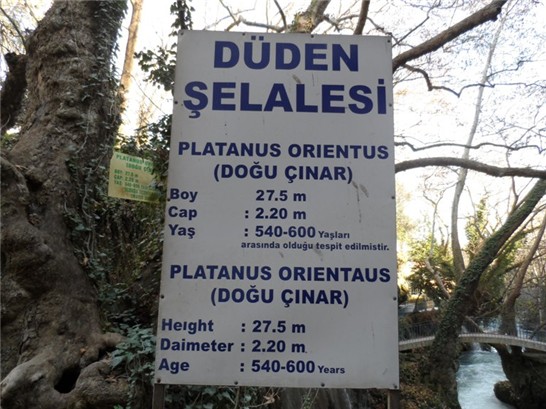 DÜDEN
ŞELALESİ
PLATANUS ORIENTUS
(DOĞU ÇINAR)
Boy 27.5 m
Cap : 2.20 m
Yaş : 540-600 Yaşları
arasında olduğu tespit edilmistir.
PLATANUS ORIENTAUS
(DOĞU ÇINAR)
Height : 27.5 m
Daimeter : 2.20 m.
Age : 540-600 Years